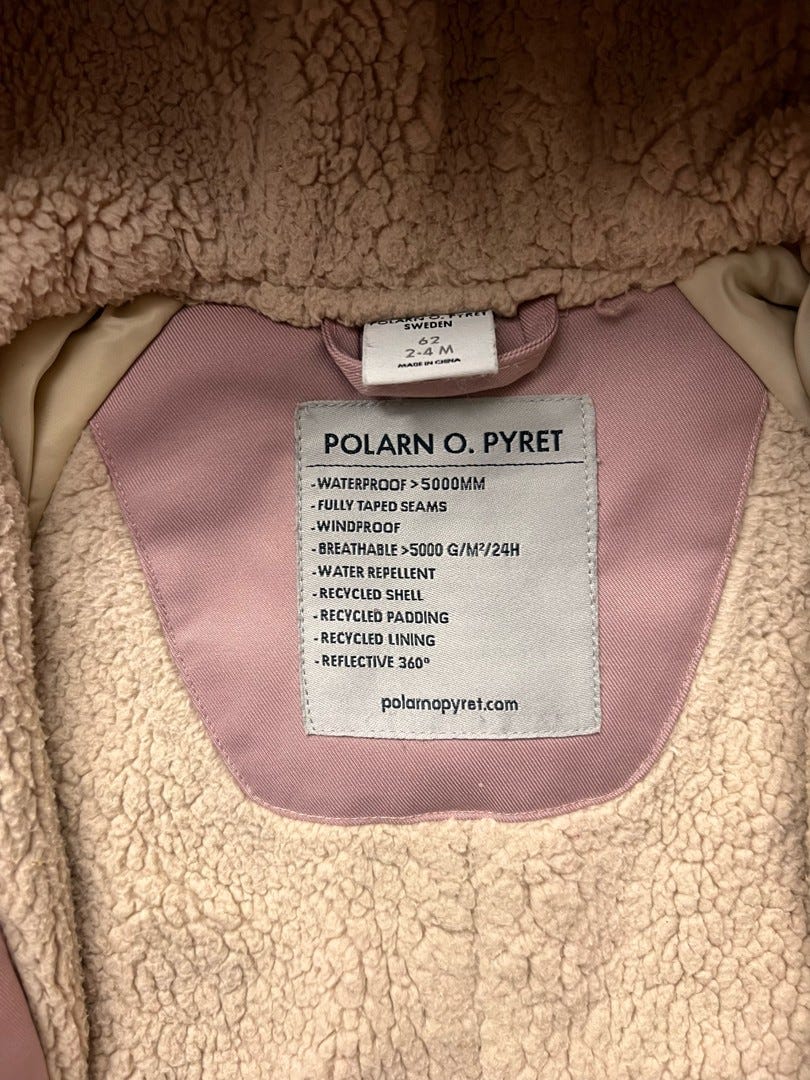 POLARN O. PYRET
SWEDEN
62
2-4 M
MADE IN CHINA
POLARN O. PYRET
-WATERPROOF > 5000MM
-FULLY TAPED SEAMS
-WINDPROOF
-BREATHABLE >5000 G/M²/24H
-WATER REPELLENT
-RECYCLED SHELL
-RECYCLED PADDING
-RECYCLED LINING
-REFLECTIVE 360°
polarnopyret.com